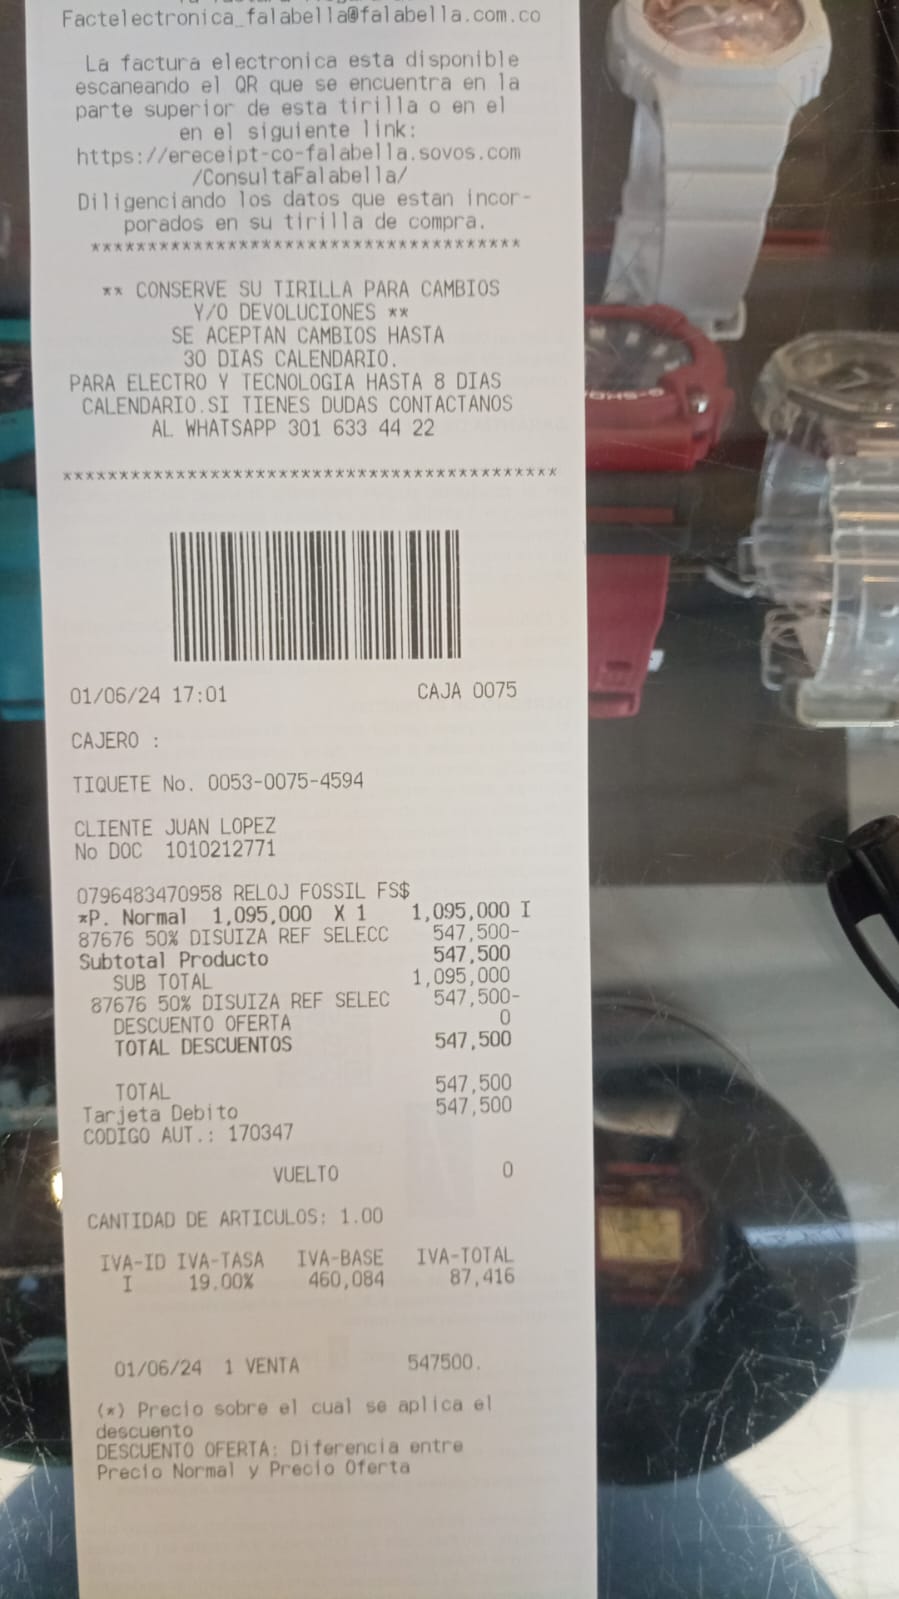 Factelectronica_falabella@falabella.com.co
La factura electronica esta disponible
escaneando el QR que se encuentra en la
parte superior de esta tirilla o en el
en el siguiente link:
https://ereceipt-co-falabella.sovos.com
/ConsultaFalabella/
Diligenciando los datos que estan incor-
porados en su tirilla de compra.
**************************************
** CONSERVE SU TIRILLA PARA CAMBIOS
Y/O DEVOLUCIONES **
SE ACEPTAN CAMBIOS HASTA
30 DIAS CALENDARIO.
PARA ELECTRO Y TECNOLOGIA HASTA 8 DIAS
CALENDARIO.SI TIENES DUDAS CONTACTANOS
AL WHATSAPP 301 633 44 22
********************************************
01/06/24 17:01 CAJA 0075
CAJERO :
TIQUETE No. 0053-0075-4594
CLIENTE JUAN LOPEZ
No DOC 1010212771
0796483470958 RELOJ FOSSIL FS$
*P. Normal 1,095,000 X 1 1,095,000 I
87676 50% DISUIZA REF SELECC 547,500-
Subtotal Producto 547,500
SUB TOTAL 1,095,000
87676 50% DISUIZA REF SELEC 547,500-
DESCUENTO OFERTA 0
TOTAL DESCUENTOS 547,500
TOTAL 547,500
Tarjeta Debito 547,500
CODIGO AUT.: 170347
VUELTO 0
CANTIDAD DE ARTICULOS: 1.00
IVA-ID IVA-TASA IVA-BASE IVA-TOTAL
I 19.00% 460,084 87,416
01/06/24 1 VENTA 547500.
(*) Precio sobre el cual se aplica el
descuento
DESCUENTO OFERTA: Diferencia entre
Precio Normal y Precio Oferta
G-SHOCK